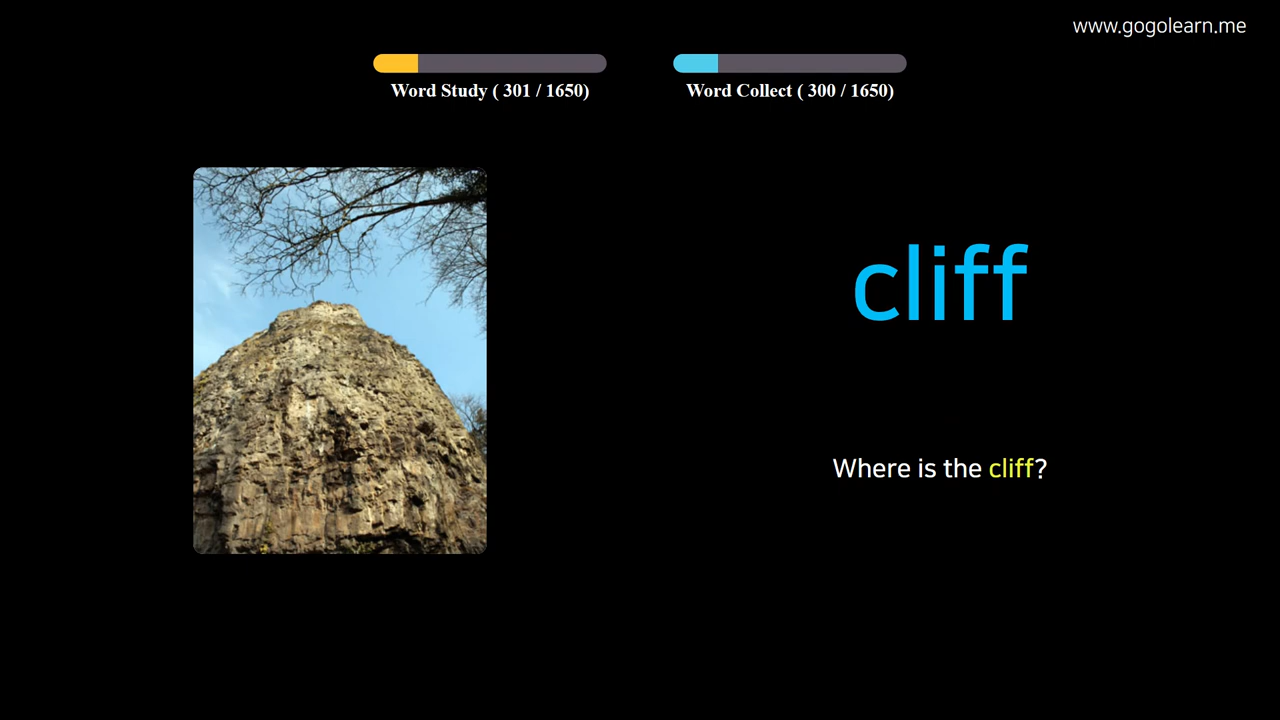 www.gogolearn.me
Word Study ( 301 / 1650)
Word Collect ( 300 / 1650)
cliff
Where is the cliff?